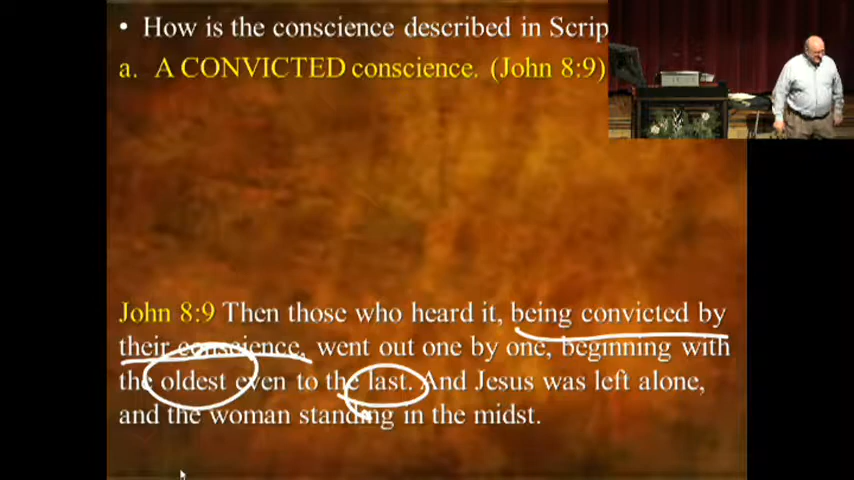 • How is the conscience described in Scrip
a. A CONVICTED conscience. (John 8:9)
John 8:9 Then those who heard it, being convicted by
their conscience, went out one by one, beginning with
the oldest even to the last. And Jesus was left alone,
and the woman standing in the midst.